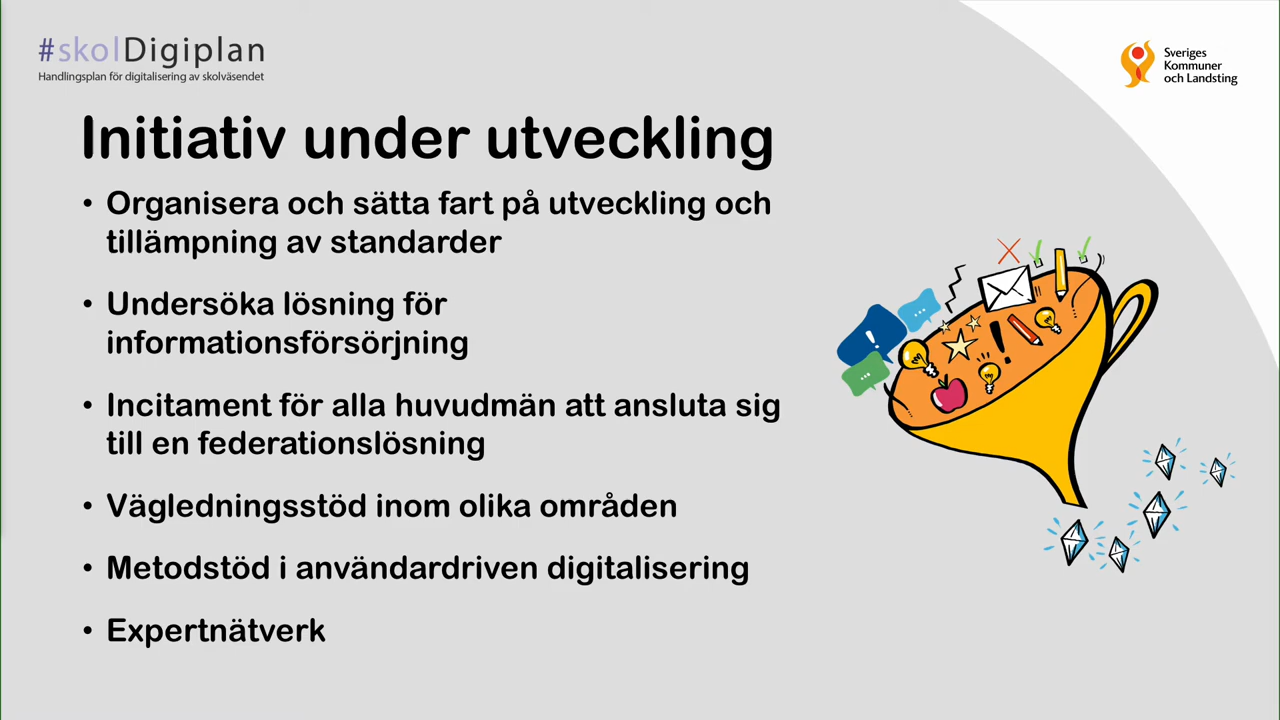 #skolDigiplan
Handlingsplan för digitalisering av skolväsendet
Sveriges
Kommuner
och Landsting
Initiativ under utveckling
• Organisera och sätta fart på utveckling och
tillämpning av standarder
• Undersöka lösning för
informationsförsörjning
• Incitament för alla huvudmän att ansluta sig
till en federationslösning
• Vägledningsstöd inom olika områden
• Metodstöd i användardriven digitalisering
• Expertnätverk